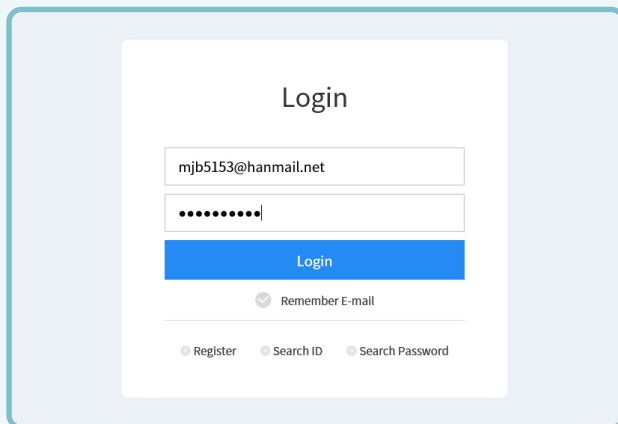 Login
mjb5153@hanmail.net
••••••••••
Login
Remember E-mail
Register Search ID Search Password